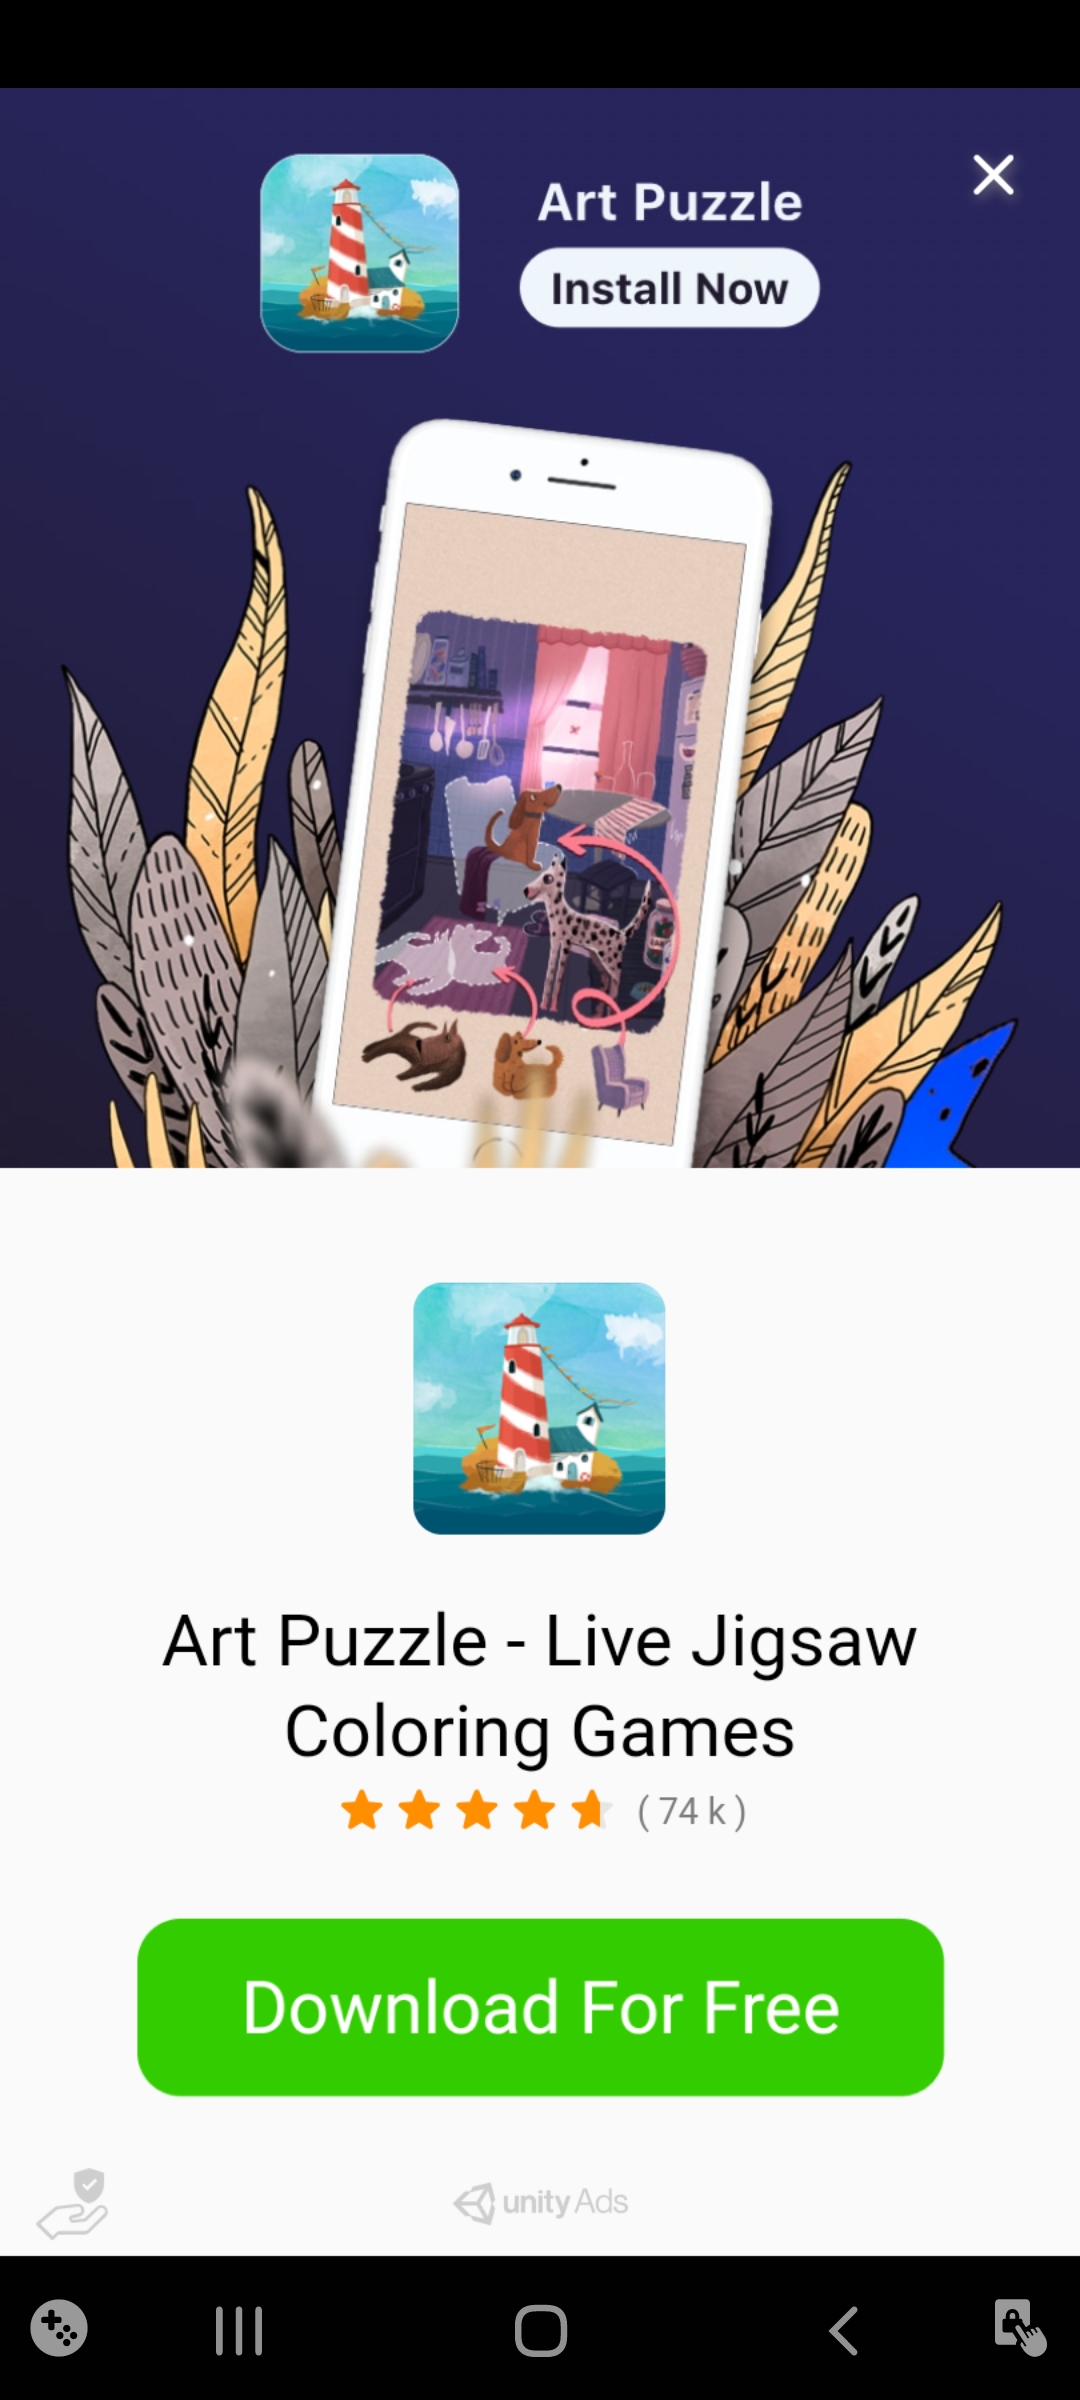 Art Puzzle
Install Now
Art Puzzle - Live Jigsaw
Coloring Games
( 74 k )
Download For Free
unity Ads